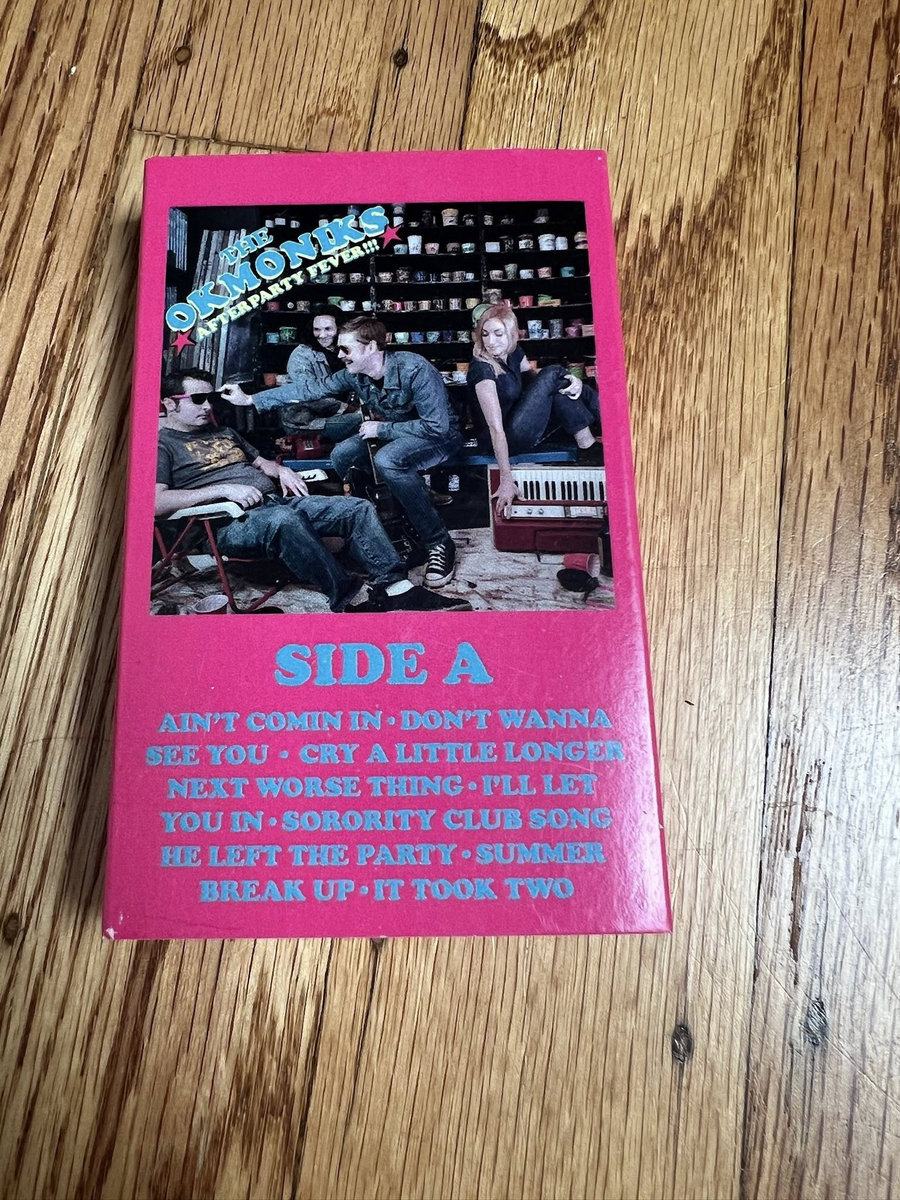 THE
OKMONIKS
AFTERPARTY FEVER!!!
SIDE A
AIN'T COMIN IN • DON'T WANNA
SEE YOU • CRY A LITTLE LONGER
NEXT WORSE THING • I'LL LET
YOU IN • SORORITY CLUB SONG
HE LEFT THE PARTY • SUMMER
BREAK UP • IT TOOK TWO